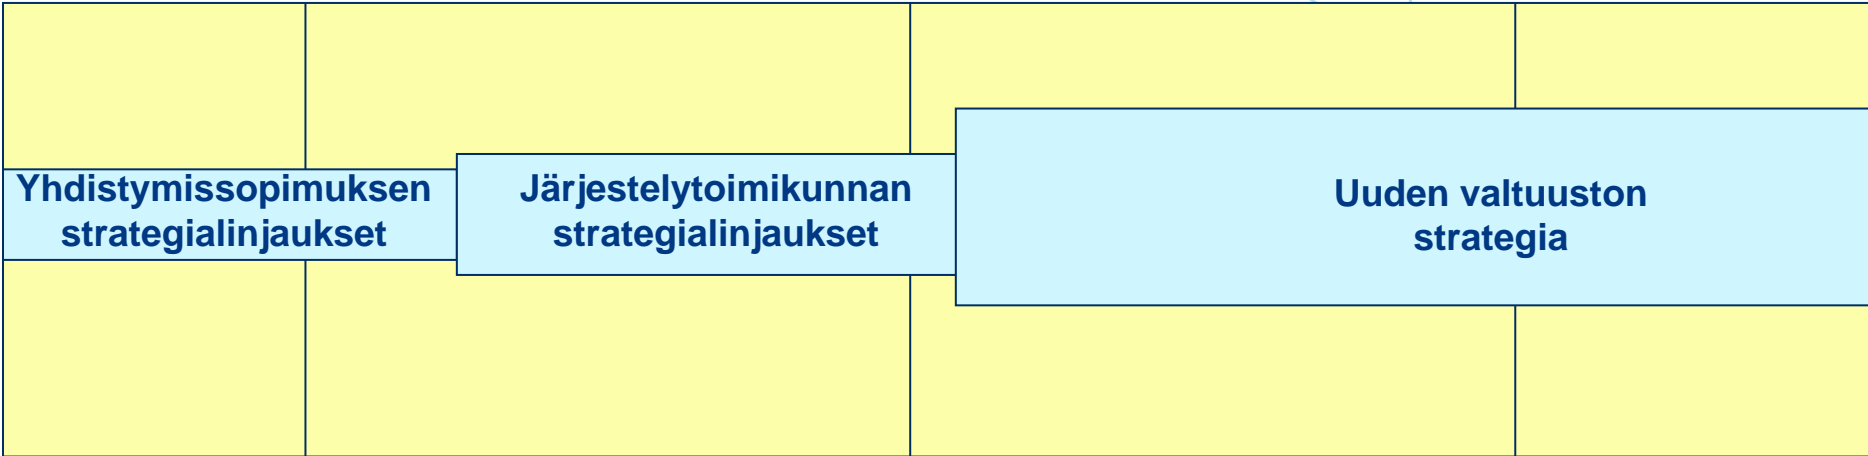 Yhdistymissopimuksen
strategialinjaukset
Järjestelytoimikunnan
strategialinjaukset
Uuden valtuuston
strategia